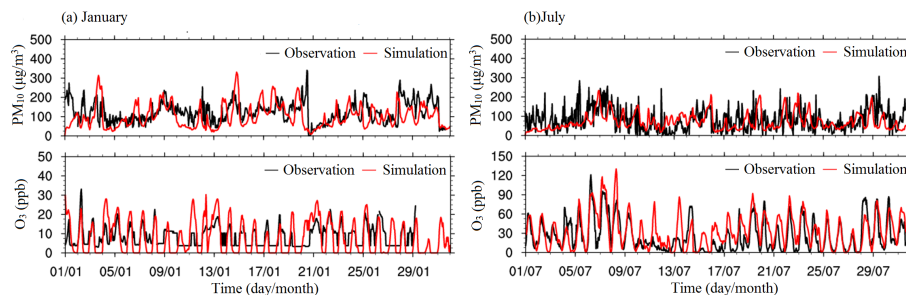 (a) January
(b)July
500
400
300
200
100
0
PM₁₀ (μg/m³)
Observation Simulation
50
40
30
20
10
0
O₃ (ppb)
Observation Simulation
01/01 05/01 09/01 13/01 17/01 21/01 25/01 29/01
Time (day/month)
500
400
300
200
100
0
PM₁₀ (μg/m³)
Observation Simulation
150
120
90
60
30
0
O₃ (ppb)
Observation Simulation
01/07 05/07 09/07 13/07 17/07 21/07 25/07 29/07
Time (day/month)